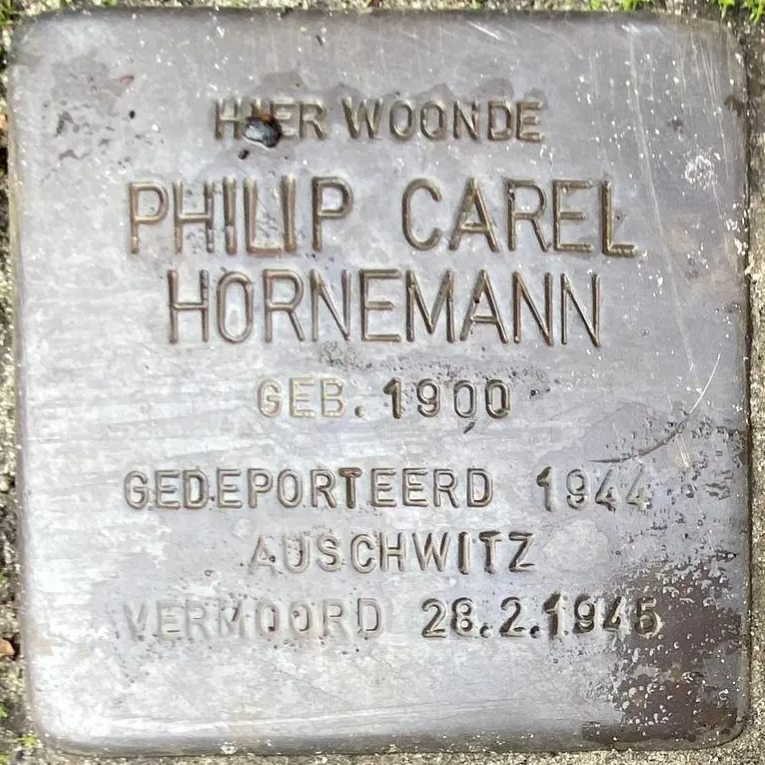 HIER WOONDE
PHILIP CAREL
HORNEMANN
GEB. 1900
GEDEPORTEERD 1944
AUSCHWITZ
VERMOORD 28.2.1945